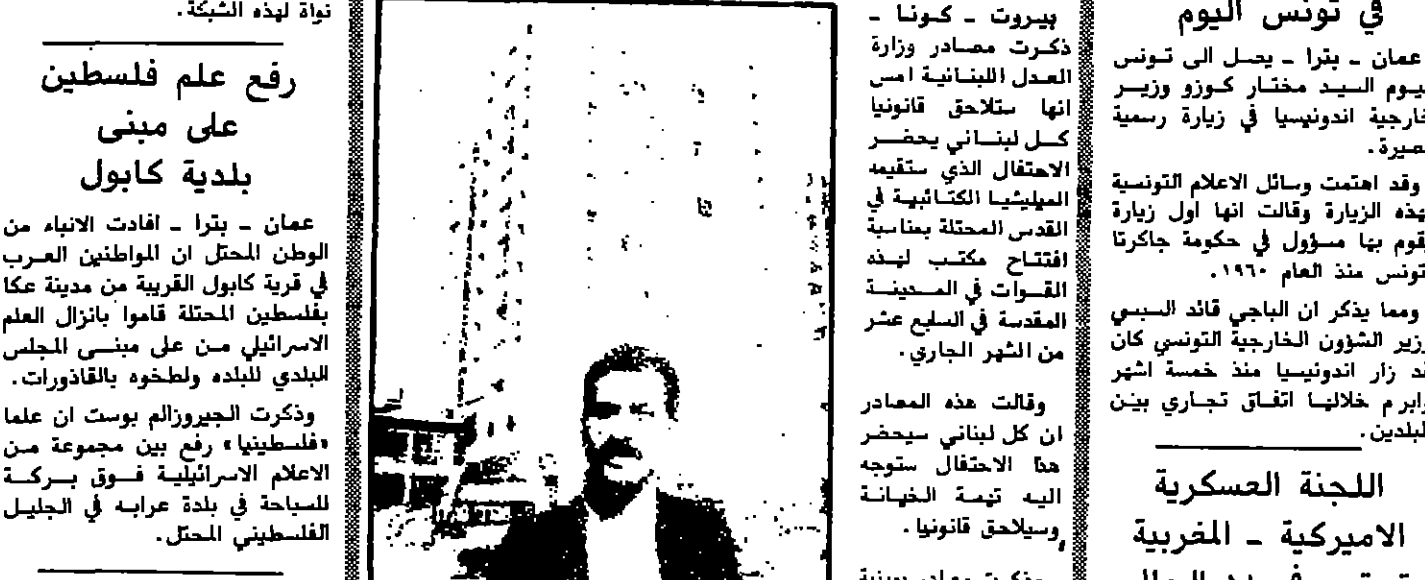 في تونس اليوم
عمان ـ بترا ـ يصل الى تونس
اليوم السيد مختار كوزو وزير
خارجية اندونيسيا في زيارة رسمية
قصيرة.
وقد اهتمت وسائل الاعلام التونسية
بهذه الزيارة وقالت انها اول زيارة
يقوم بها مسؤول في حكومة جاكرتا
لتونس منذ العام ١٩٦٠.
ومما يذكر ان الباجي قائد السبسي
وزير الشؤون الخارجية التونسي كان
قد زار اندونيسيا منذ خمسة اشهر
وابرم خلالها اتفاق تجاري بين
البلدين.
اللجنة العسكرية
الاميركية ـ المغربية
بيروت ـ كونا ـ
ذكرت مصادر وزارة
العدل اللبنانية امس
انها ستلاحق قانونيا
كل لبناني يحضر
الاحتفال الذي ستقيمه
الميليشيا الكتائبية في
القدس المحتلة بمناسبة
افتتاح مكتب لهذه
القوات في المدينة
المقدسة في السابع عشر
من الشهر الجاري.
وقالت هذه المصادر
ان كل لبناني سيحضر
هذا الاحتفال ستوجه
اليه تهمة الخيانة
وسيلاحق قانونيا.
نواة لهذه الشبكة.
رفع علم فلسطين
على مبنى
بلدية كابول
عمان ـ بترا ـ افادت الانباء من
الوطن المحتل ان المواطنين العرب
في قرية كابول القريبة من مدينة عكا
بفلسطين المحتلة قاموا بانزال العلم
الاسرائيلي من على مبنى المجلس
البلدي للبلده ولطخوه بالقاذورات.
وذكرت الجيروزالم بوست ان علما
«فلسطينيا» رفع بين مجموعة من
الاعلام الاسرائيلية فوق بركة
للسباحة في بلدة عرابه في الجليل
الفلسطيني المحتل.